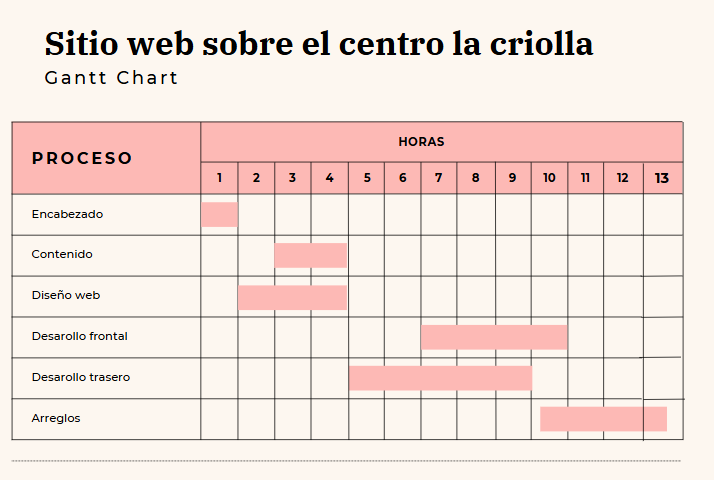 Sitio web sobre el centro la criolla
Gantt Chart
PROCESO
HORAS
1 2 3 4 5 6 7 8 9 10 11 12 13
Encabezado
Contenido
Diseño web
Desarollo frontal
Desarollo trasero
Arreglos